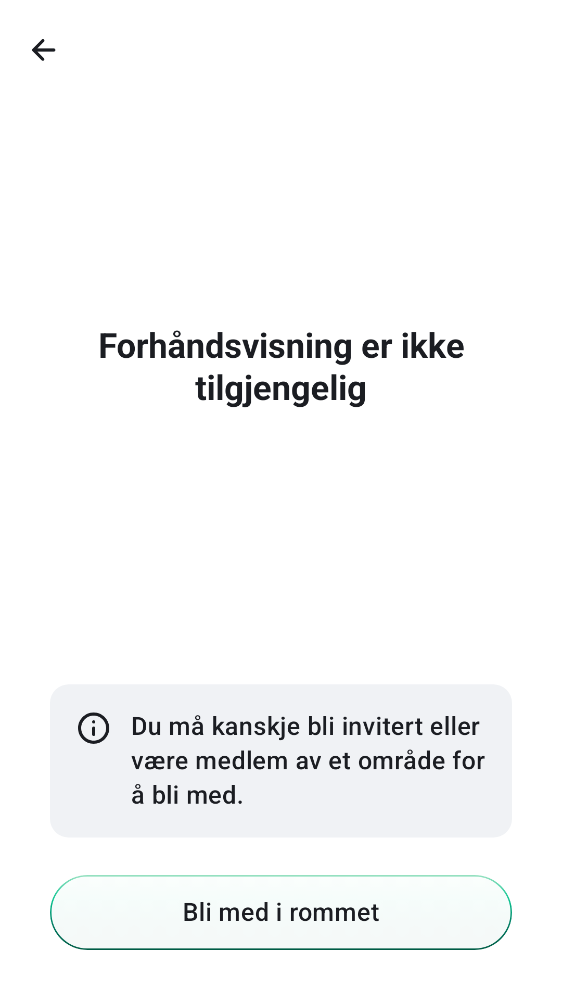 Forhåndsvisning er ikke
tilgjengelig
Du må kanskje bli invitert eller
være medlem av et område for
å bli med.
Bli med i rommet